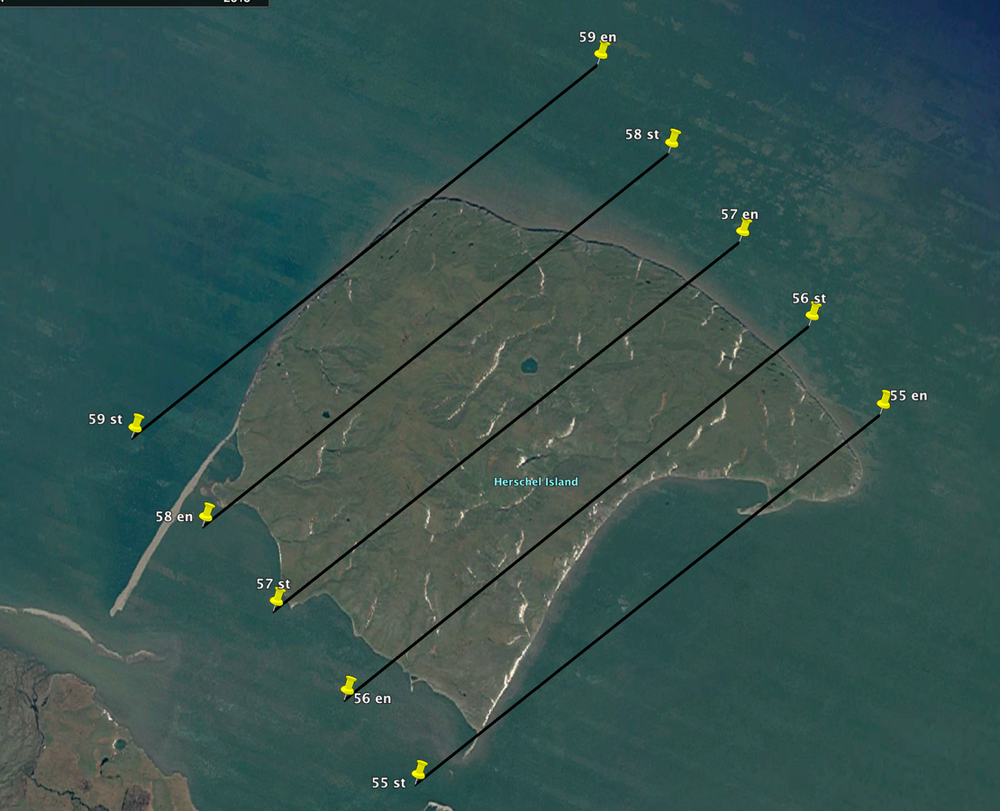 59 en
58 st
57 en
56 st
55 en
59 st
Herschel Island
58 en
57 st
56 en
55 st